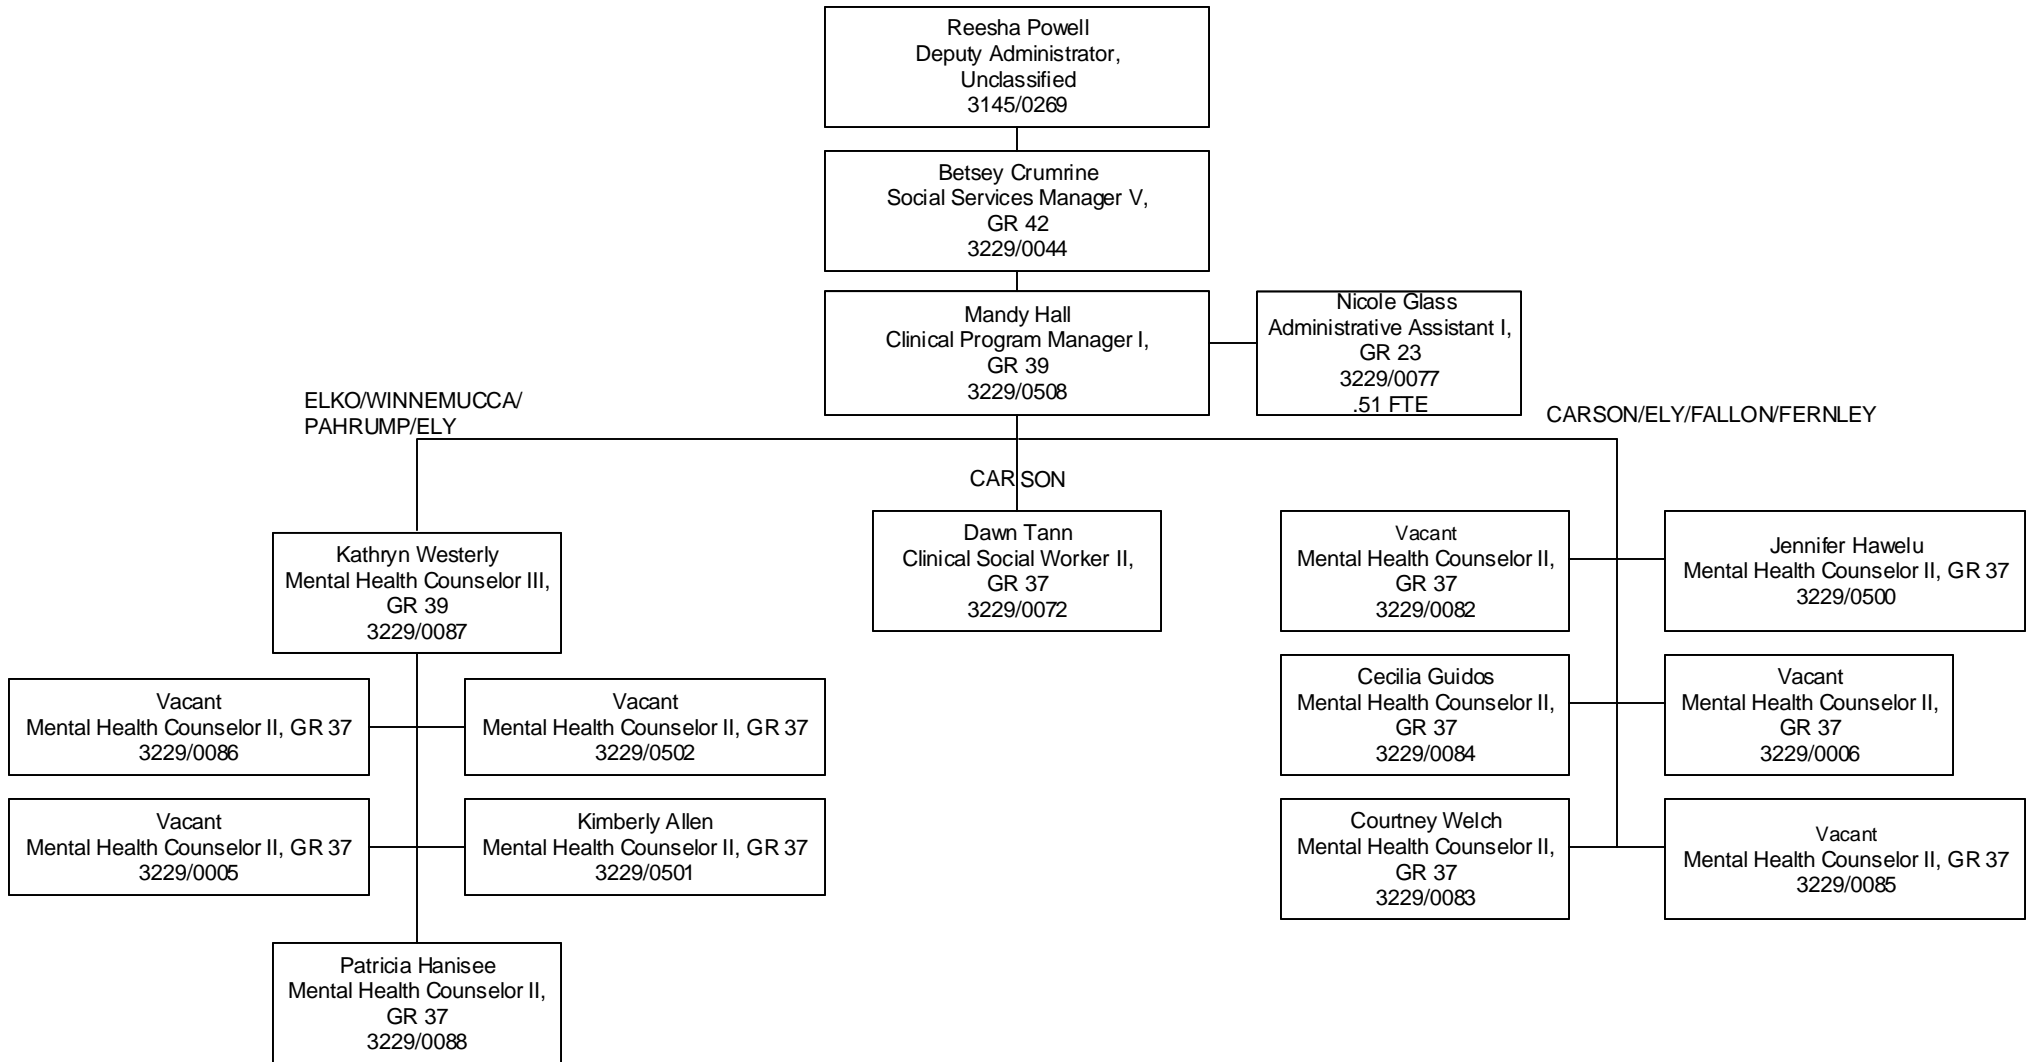 Reesha Powell
Deputy Administrator,
Unclassified
3145/0269
Betsey Crumrine
Social Services Manager V,
GR 42
3229/0044
Mandy Hall
Clinical Program Manager I,
GR 39
3229/0508
Nicole Glass
Administrative Assistant I,
GR 23
3229/0077
.51 FTE
ELKO/WINNEMUCCA/
PAHRUMP/ELY
CARSON
CARSON/ELY/FALLON/FERNLEY
Kathryn Westerly
Mental Health Counselor III,
GR 39
3229/0087
Vacant
Mental Health Counselor II, GR 37
3229/0086
Vacant
Mental Health Counselor II, GR 37
3229/0502
Vacant
Mental Health Counselor II, GR 37
3229/0005
Kimberly Allen
Mental Health Counselor II, GR 37
3229/0501
Patricia Hanisee
Mental Health Counselor II,
GR 37
3229/0088
Dawn Tann
Clinical Social Worker II,
GR 37
3229/0072
Vacant
Mental Health Counselor II,
GR 37
3229/0082
Jennifer Hawelu
Mental Health Counselor II, GR 37
3229/0500
Cecilia Guidos
Mental Health Counselor II,
GR 37
3229/0084
Vacant
Mental Health Counselor II,
GR 37
3229/0006
Courtney Welch
Mental Health Counselor II,
GR 37
3229/0083
Vacant
Mental Health Counselor II, GR 37
3229/0085